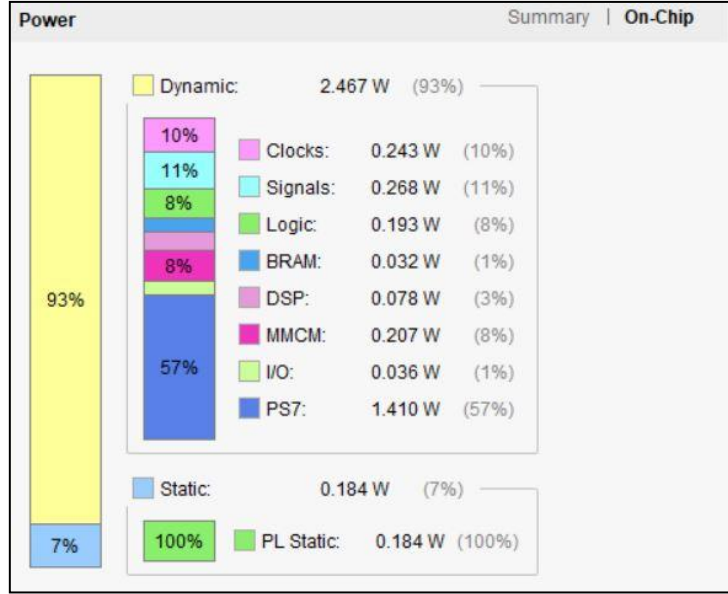 Power Summary | On-Chip
Dynamic: 2.467 W (93%)
10% Clocks: 0.243 W (10%)
11% Signals: 0.268 W (11%)
8% Logic: 0.193 W (8%)
BRAM: 0.032 W (1%)
8% DSP: 0.078 W (3%)
93%
MMCM: 0.207 W (8%)
57% I/O: 0.036 W (1%)
PS7: 1.410 W (57%)
Static: 0.184 W (7%)
7% 100% PL Static: 0.184 W (100%)